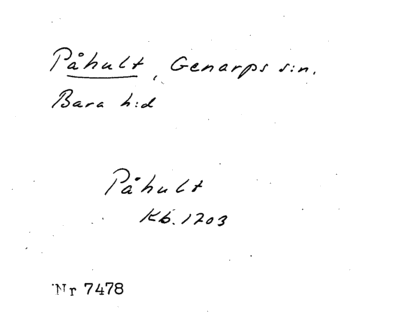 Påhult, Genarps s:n.
Bara h:d
Påhult
Kb. 1703
Nr 7478